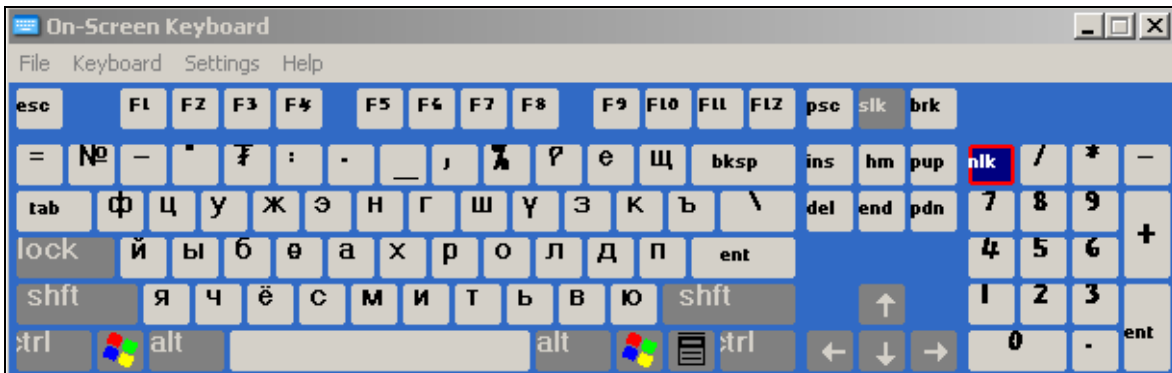 On-Screen Keyboard
File Keyboard Settings Help
esc F1 F2 F3 F4 F5 F6 F7 F8 F9 F10 F11 F12 psc slk brk
= № – " ₮ : . _ , % ? е щ bksp ins hm pup nlk / * –
tab ф ц у ж э н г ш ү з к ъ \ del end pdn 7 8 9 +
lock й ы б ө а х р о л д п ent 4 5 6
shft я ч ё с м и т ь в ю shft ↑ 1 2 3 ent
ctrl alt alt ctrl ← ↓ → 0 .